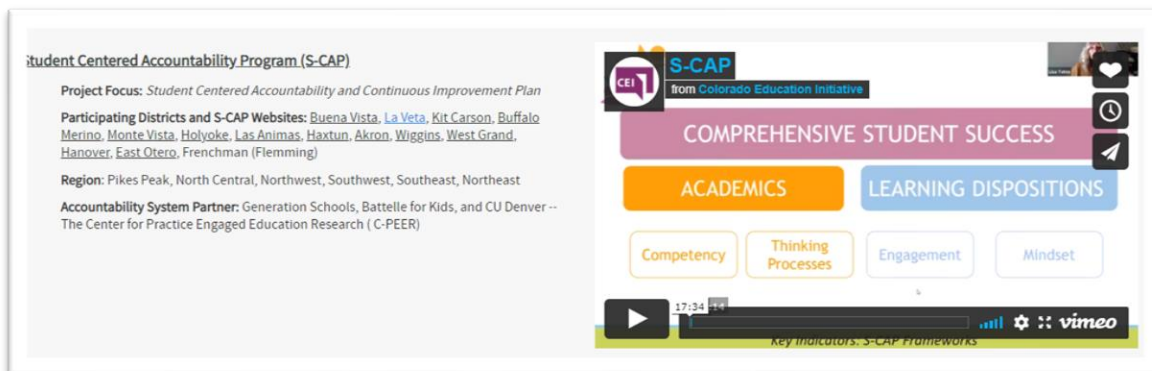 Student Centered Accountability Program (S-CAP)
Project Focus: Student Centered Accountability and Continuous Improvement Plan
Participating Districts and S-CAP Websites: Buena Vista, La Veta, Kit Carson, Buffalo
Merino, Monte Vista, Holyoke, Las Animas, Haxtun, Akron, Wiggins, West Grand,
Hanover, East Otero, Frenchman (Flemming)
Region: Pikes Peak, North Central, Northwest, Southwest, Southeast, Northeast
Accountability System Partner: Generation Schools, Battelle for Kids, and CU Denver --
The Center for Practice Engaged Education Research ( C-PEER)
CEI
S-CAP
from Colorado Education Initiative
COMPREHENSIVE STUDENT SUCCESS
ACADEMICS
LEARNING DISPOSITIONS
Competency
Thinking
Processes
Engagement
Mindset
17:34
vimeo
Key Indicators: S-CAP Frameworks